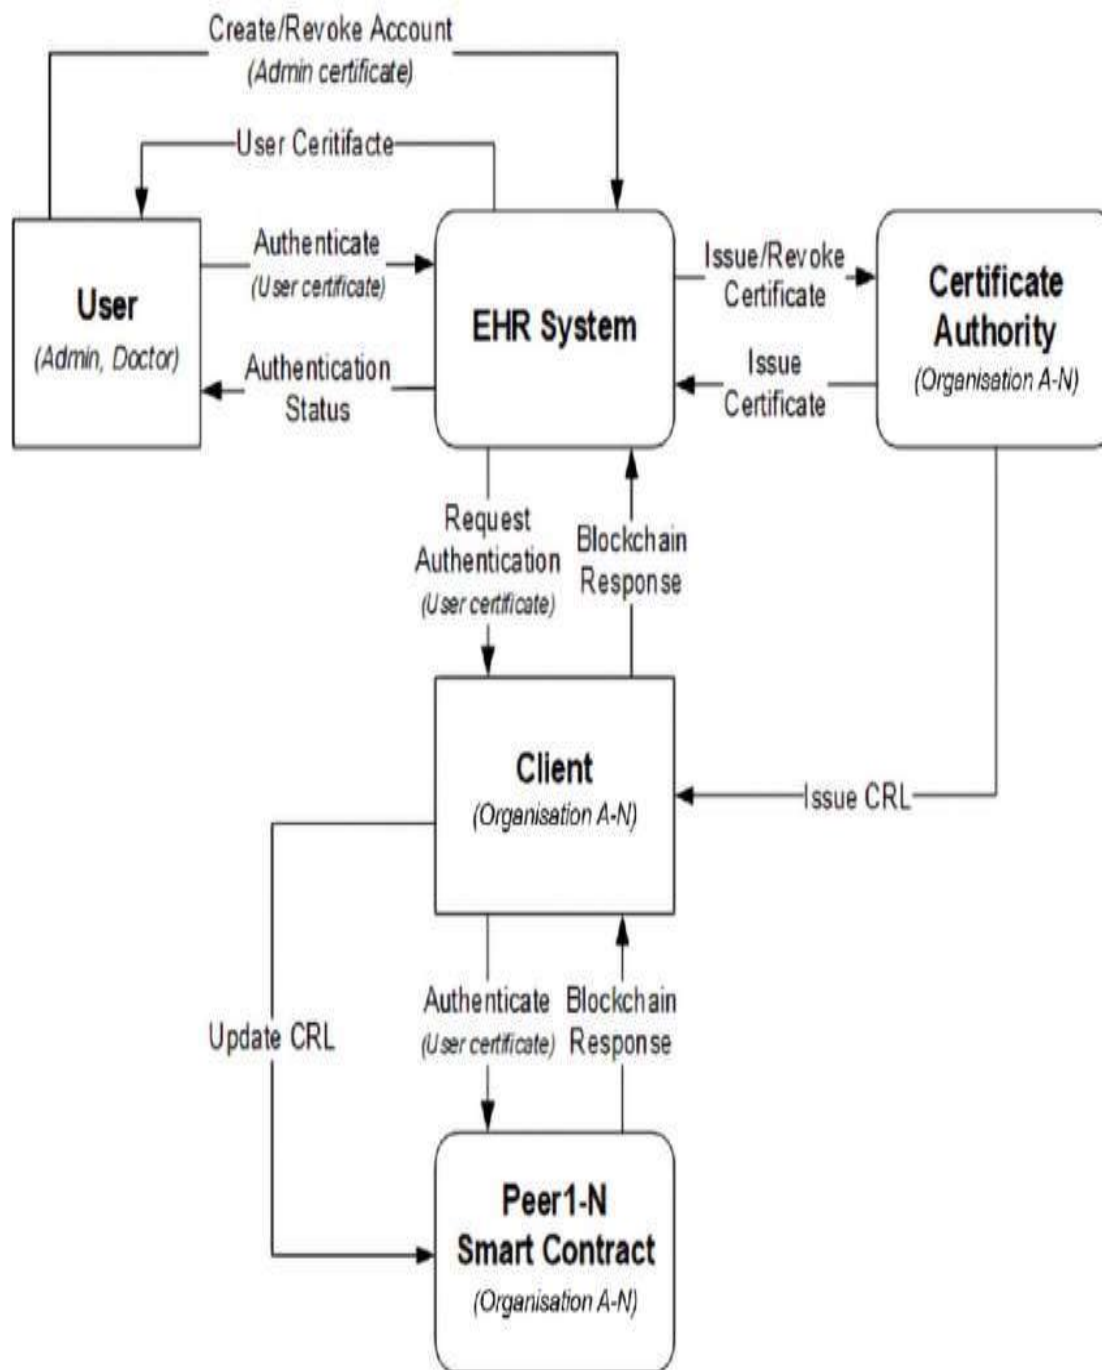 Create/Revoke Account
(Admin certificate)
User Ceritifacte
Authenticate
(User certificate)
User
(Admin, Doctor)
Authentication
Status
EHR System
Issue/Revoke
Certificate
Issue
Certificate
Certificate
Authority
(Organisation A-N)
Request
Authentication
(User certificate)
Blockchain
Response
Client
(Organisation A-N)
Issue CRL
Update CRL
Authenticate
(User certificate)
Blockchain
Response
Peer1-N
Smart Contract
(Organisation A-N)